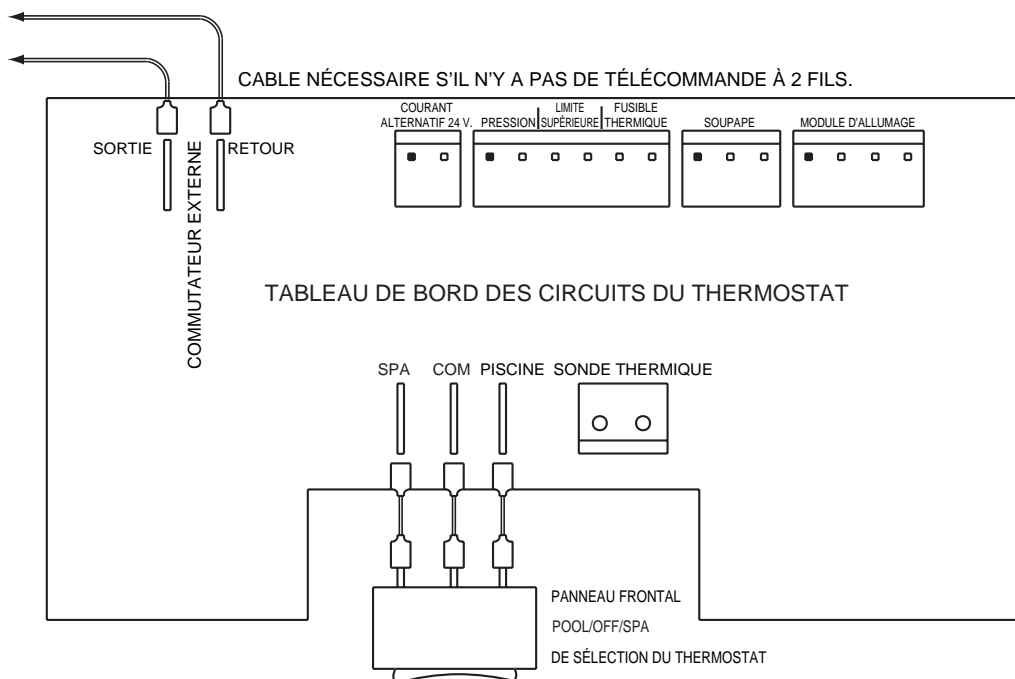 CABLE NÉCESSAIRE S'IL N'Y A PAS DE TÉLÉCOMMANDE À 2 FILS.
COURANT
ALTERNATIF 24 V.
PRESSION
LIMITE
SUPÉRIEURE
FUSIBLE
THERMIQUE
SOUPAPE
MODULE D'ALLUMAGE
SORTIE
COMMUTATEUR EXTERNE
RETOUR
TABLEAU DE BORD DES CIRCUITS DU THERMOSTAT
SPA
COM
PISCINE
SONDE THERMIQUE
PANNEAU FRONTAL
POOL/OFF/SPA
DE SÉLECTION DU THERMOSTAT